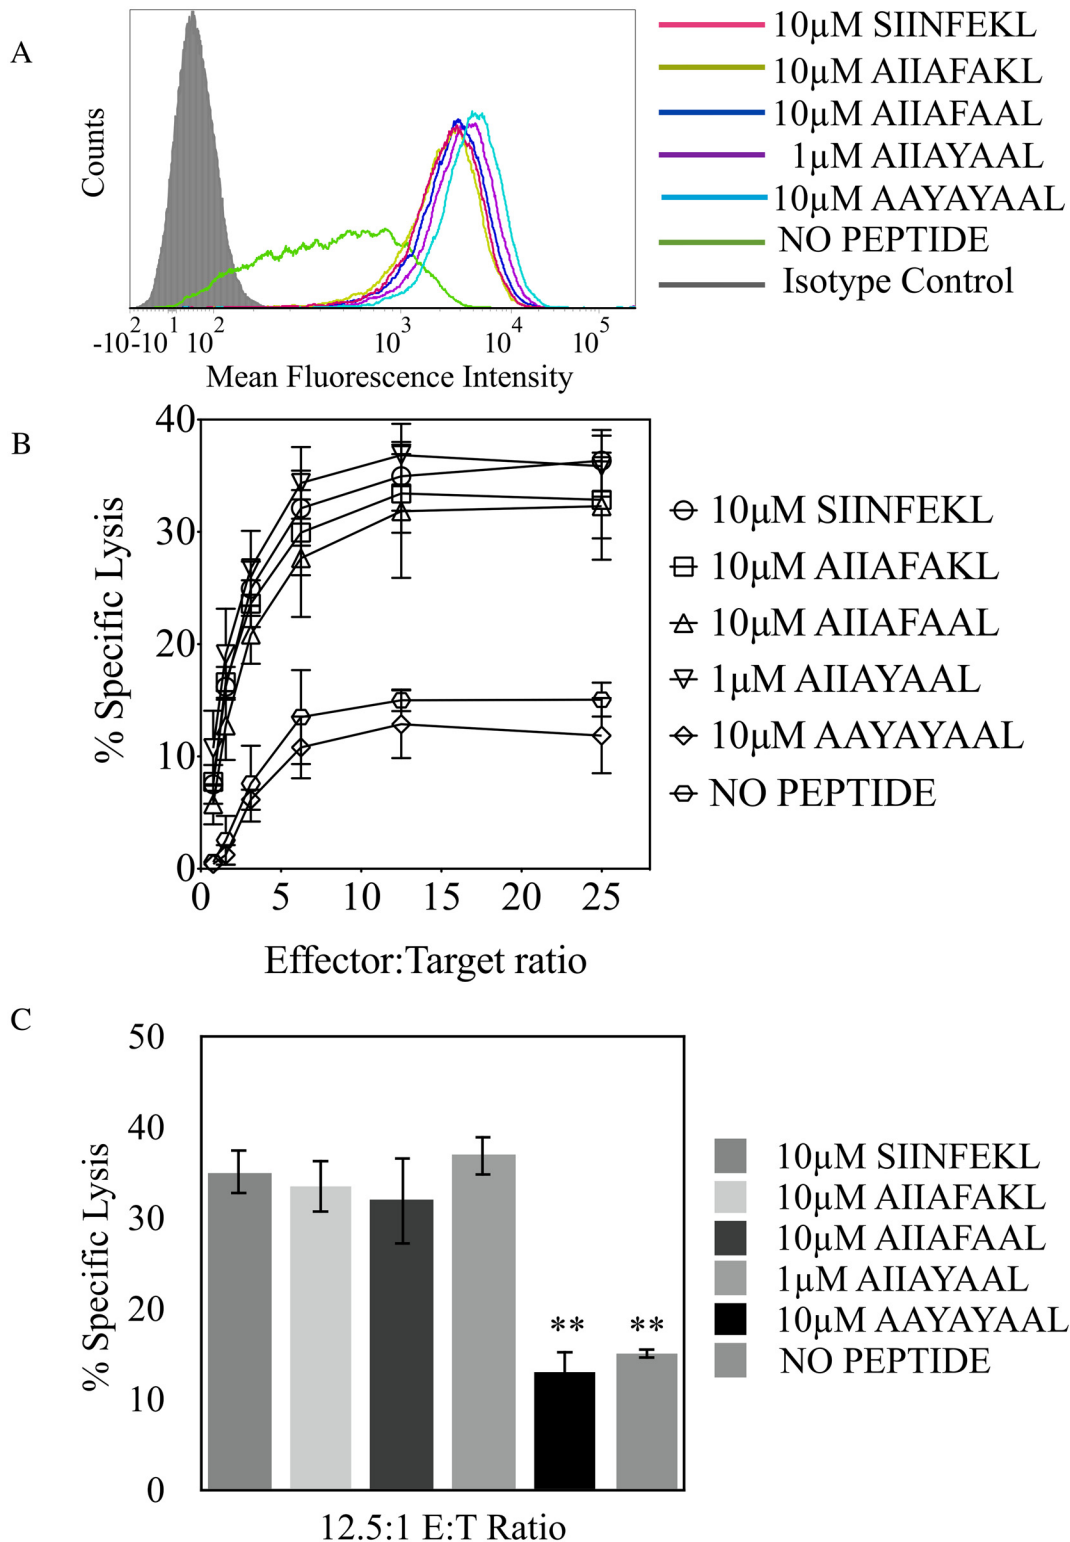 A
Counts
10µM SIINFEKL
10µM AIIAFAKL
10µM AIIAFAAL
1µM AIIAYAAL
10µM AAYAYAAL
NO PEPTIDE
Isotype Control
-10² -10¹ 10² 10³ 10⁴ 10⁵
Mean Fluorescence Intensity
B
% Specific Lysis
40
30
20
10
0
0 5 10 15 20 25
Effector:Target ratio
10µM SIINFEKL
10µM AIIAFAKL
10µM AIIAFAAL
1µM AIIAYAAL
10µM AAYAYAAL
NO PEPTIDE
C
% Specific Lysis
50
40
30
20
10
0
** **
12.5:1 E:T Ratio
10µM SIINFEKL
10µM AIIAFAKL
10µM AIIAFAAL
1µM AIIAYAAL
10µM AAYAYAAL
NO PEPTIDE